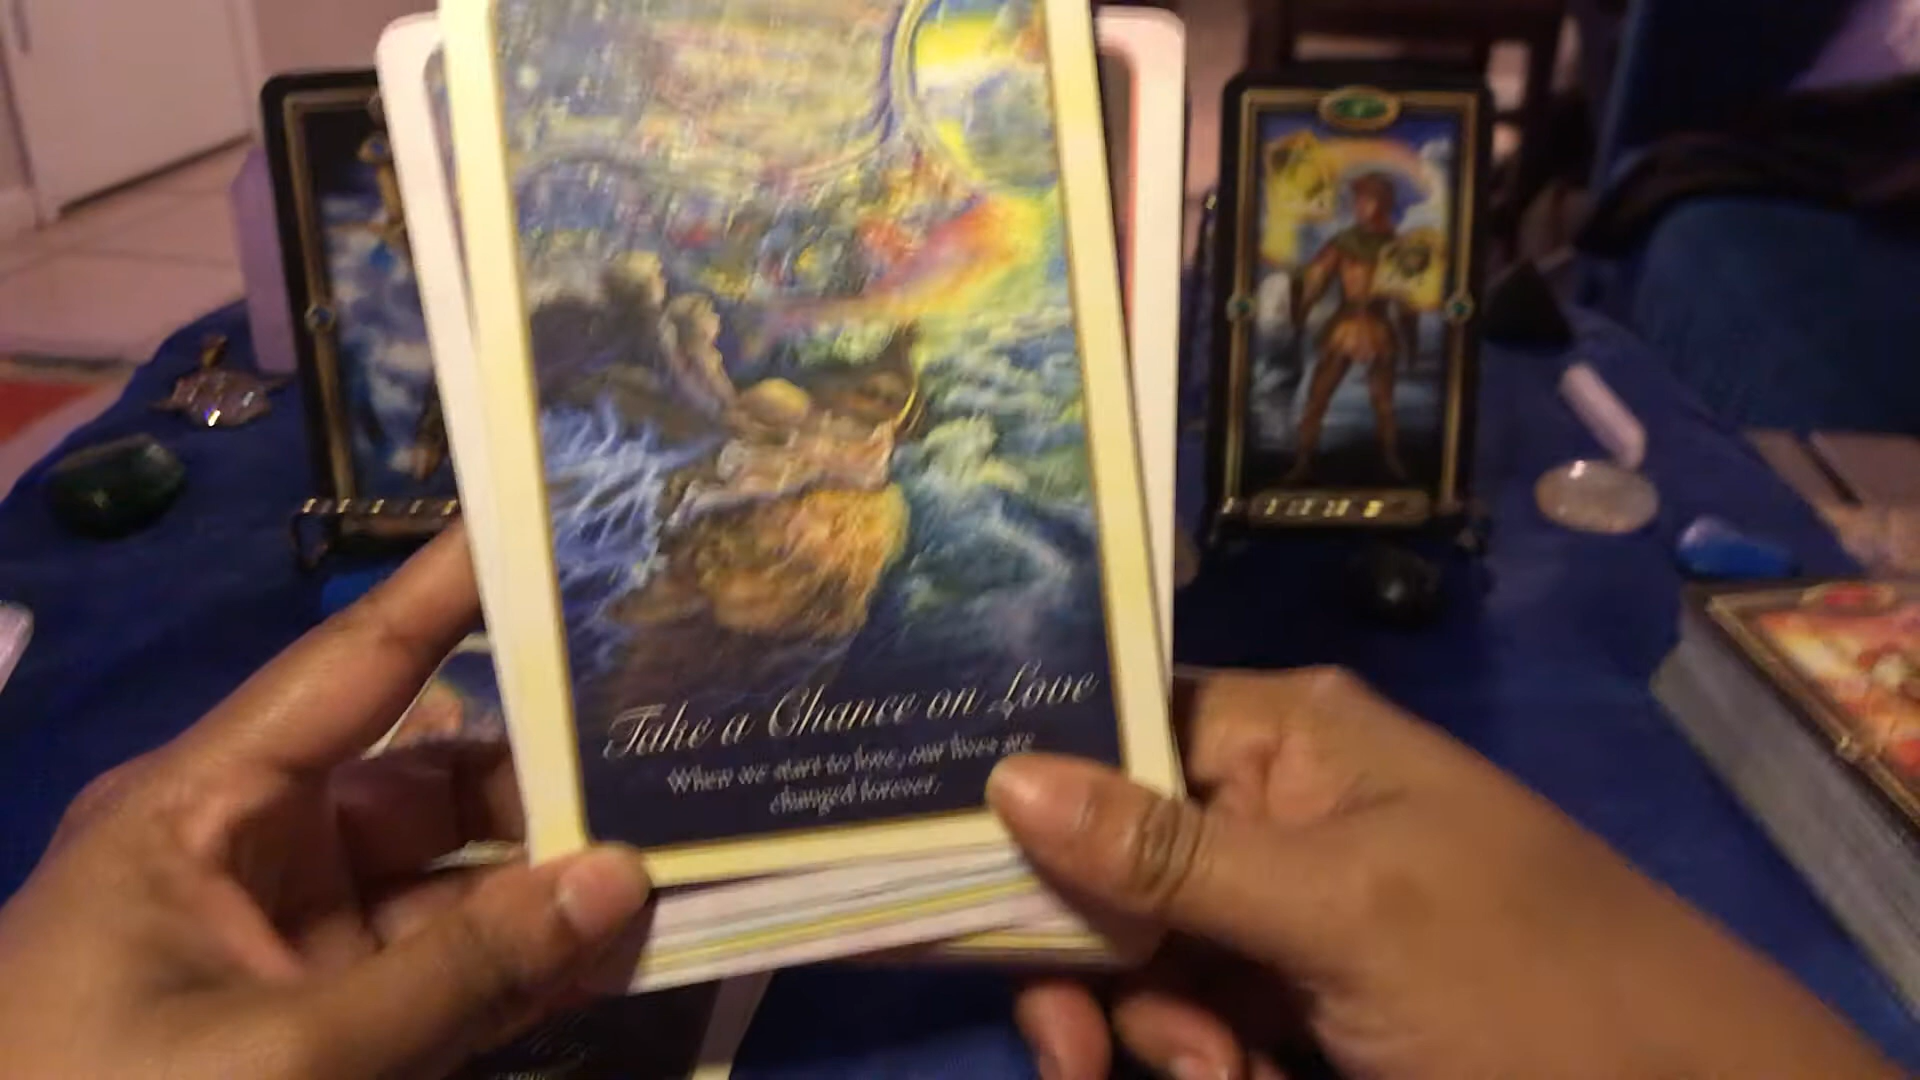 Take a Chance on Love
When we start to love, our lives are
changed forever.